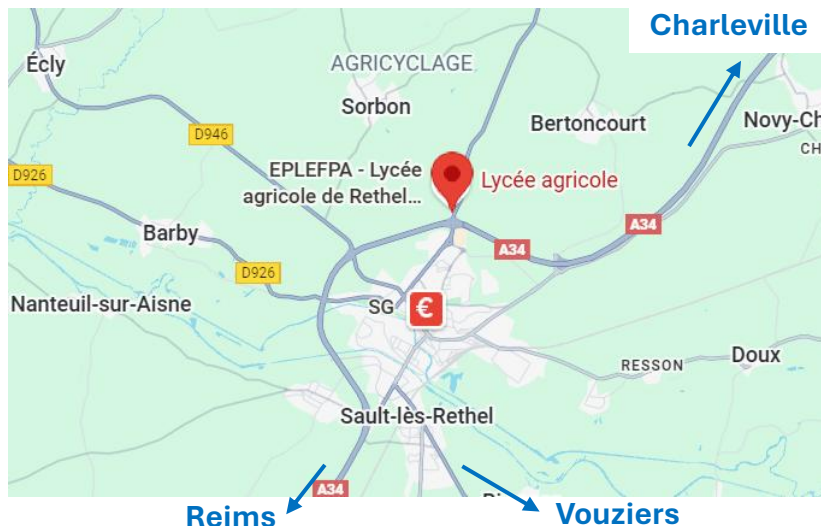 Charleville
Écly
AGRICYCLAGE
Sorbon
Bertoncourt
Novy-Ch
CH
D946
D926
EPLEFPA - Lycée
agricole de Rethel...
Lycée agricole
A34
A34
Barby
D926
Nanteuil-sur-Aisne
SG
€
RESSON
Doux
Sault-lès-Rethel
A34
Reims
Vouziers